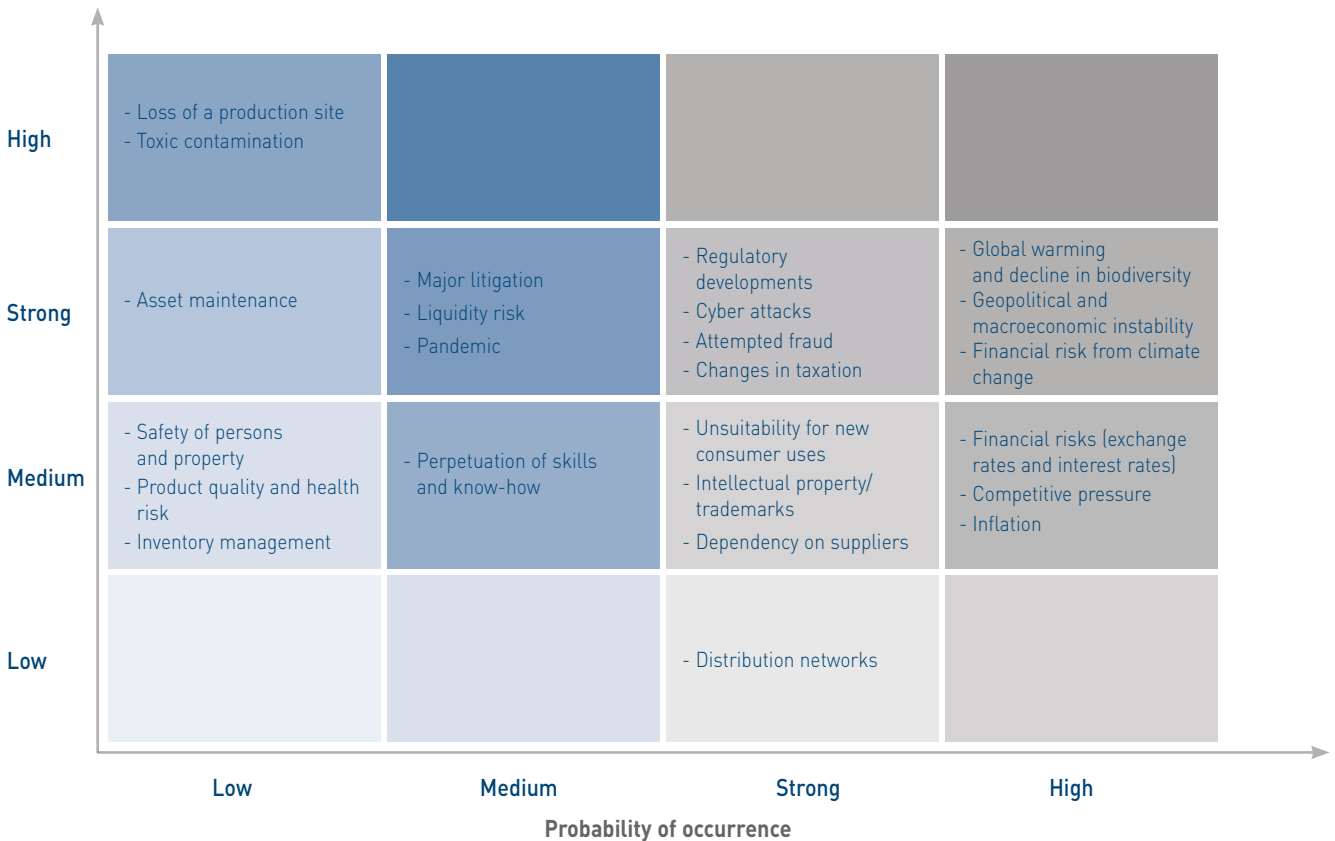 High
- Loss of a production site
- Toxic contamination
Strong
- Asset maintenance
- Major litigation
- Liquidity risk
- Pandemic
- Regulatory
developments
- Cyber attacks
- Attempted fraud
- Changes in taxation
- Global warming
and decline in biodiversity
- Geopolitical and
macroeconomic instability
- Financial risk from climate
change
Medium
- Safety of persons
and property
- Product quality and health
risk
- Inventory management
- Perpetuation of skills
and know-how
- Unsuitability for new
consumer uses
- Intellectual property/
trademarks
- Dependency on suppliers
- Financial risks (exchange
rates and interest rates)
- Competitive pressure
- Inflation
Low
- Distribution networks
Low
Medium
Strong
High
Probability of occurrence